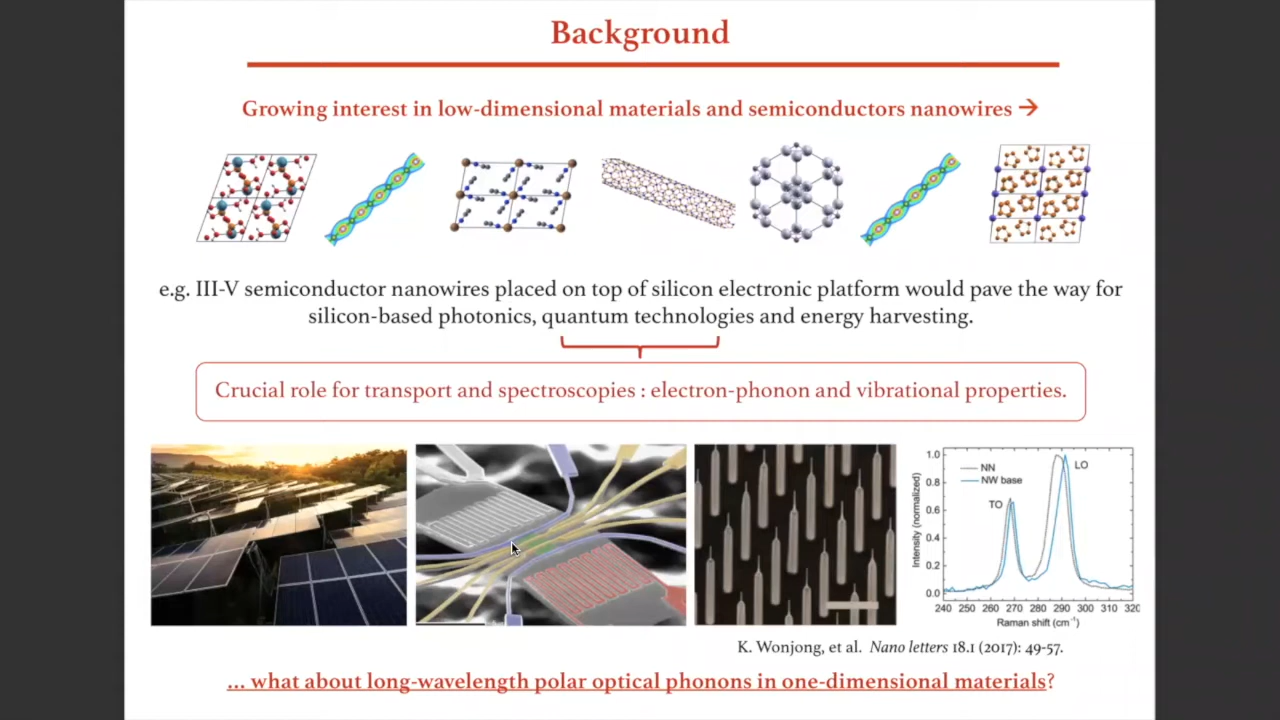 Background
Growing interest in low-dimensional materials and semiconductors nanowires →
e.g. III-V semiconductor nanowires placed on top of silicon electronic platform would pave the way for
silicon-based photonics, quantum technologies and energy harvesting.
Crucial role for transport and spectroscopies : electron-phonon and vibrational properties.
Intensity (normalized)
1.0
0.8
0.6
0.4
0.2
0.0
NN
NW base
TO
LO
240 250 260 270 280 290 300 310 320
Raman shift (cm⁻¹)
K. Wonjong, et al. Nano letters 18.1 (2017): 49-57.
... what about long-wavelength polar optical phonons in one-dimensional materials?